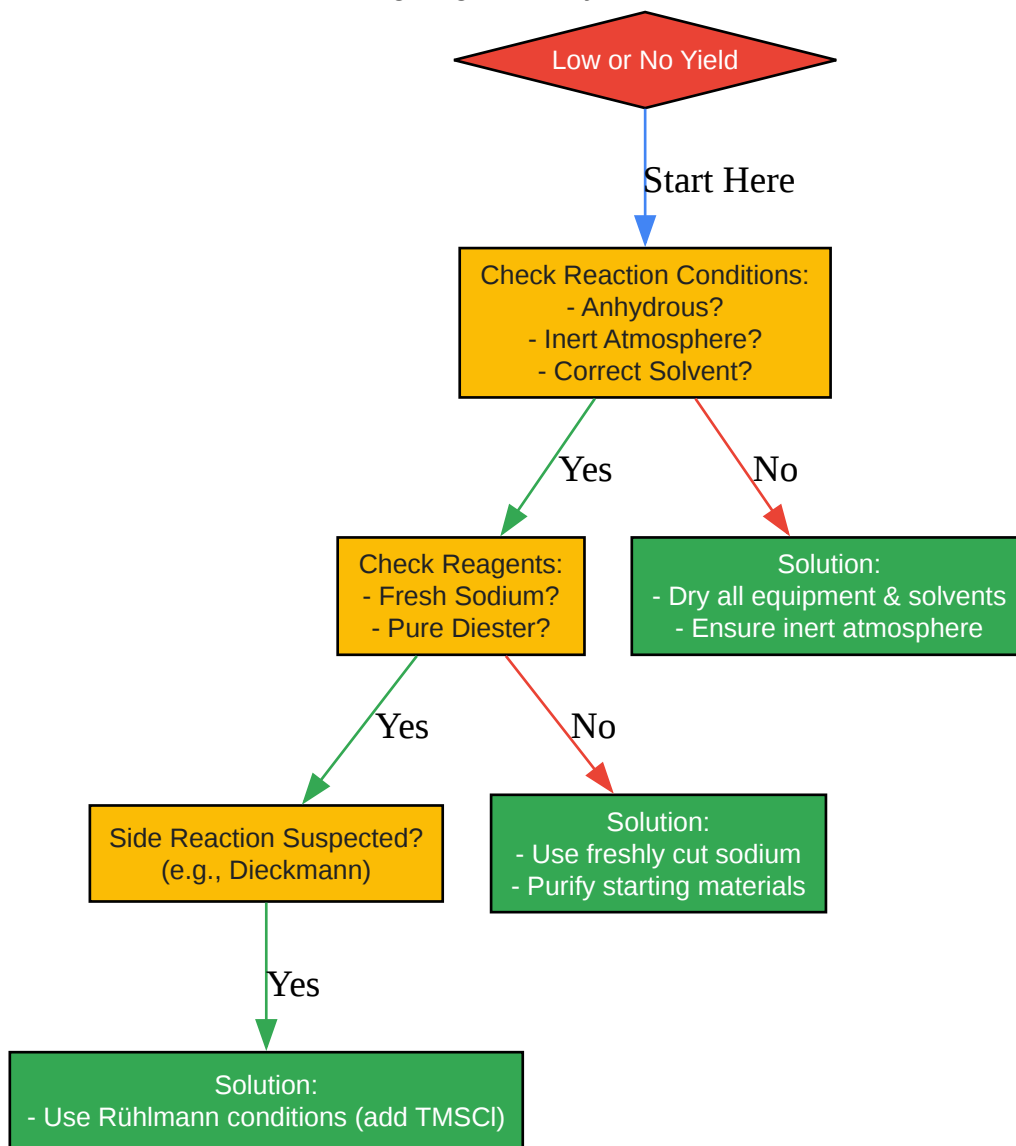 Low or No Yield
Start Here
Check Reaction Conditions:
- Anhydrous?
- Inert Atmosphere?
- Correct Solvent?
Yes
No
Check Reagents:
- Fresh Sodium?
- Pure Diester?
Solution:
- Dry all equipment & solvents
- Ensure inert atmosphere
Yes
No
Side Reaction Suspected?
(e.g., Dieckmann)
Solution:
- Use freshly cut sodium
- Purify starting materials
Yes
Solution:
- Use Rühlmann conditions (add TMSCl)